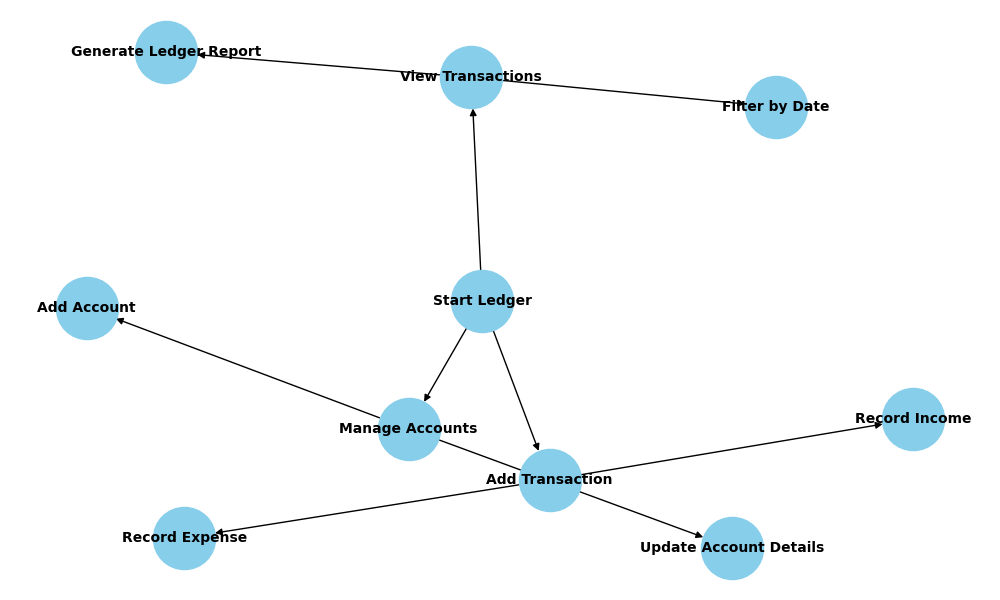 Generate Ledger Report
View Transactions
Filter by Date
Start Ledger
Add Account
Manage Accounts
Record Income
Add Transaction
Record Expense
Update Account Details